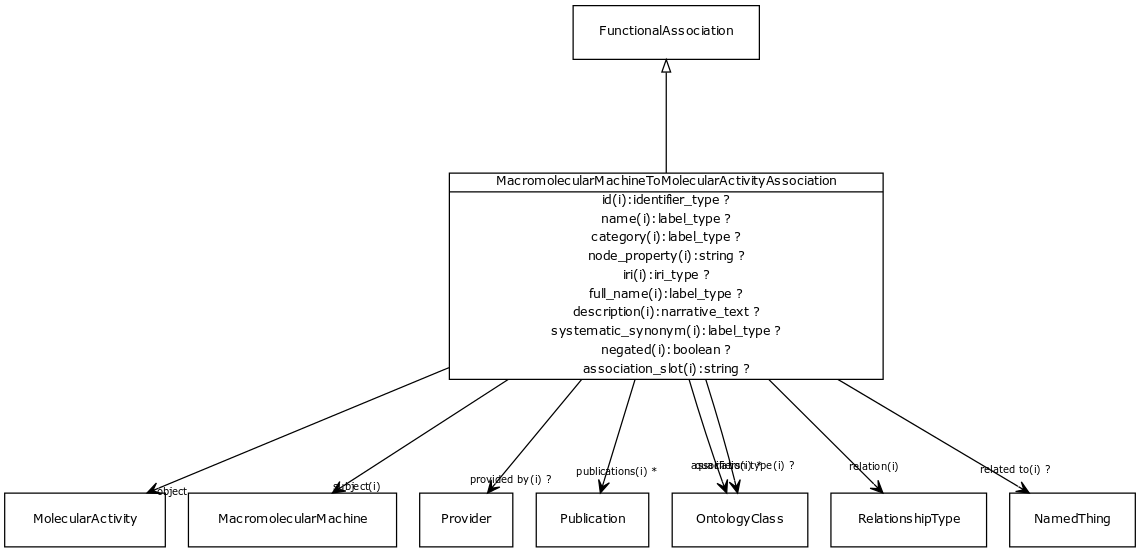 FunctionalAssociation
MacromolecularMachineToMolecularActivityAssociation
id(i):identifier_type ?
name(i):label_type ?
category(i):label_type ?
node_property(i):string ?
iri(i):iri_type ?
full_name(i):label_type ?
description(i):narrative_text ?
systematic_synonym(i):label_type ?
negated(i):boolean ?
association_slot(i):string ?
object
subject(i)
provided by(i) ?
publications(i) *
relation(i)
related to(i) ?
MolecularActivity
MacromolecularMachine
Provider
Publication
OntologyClass
RelationshipType
NamedThing